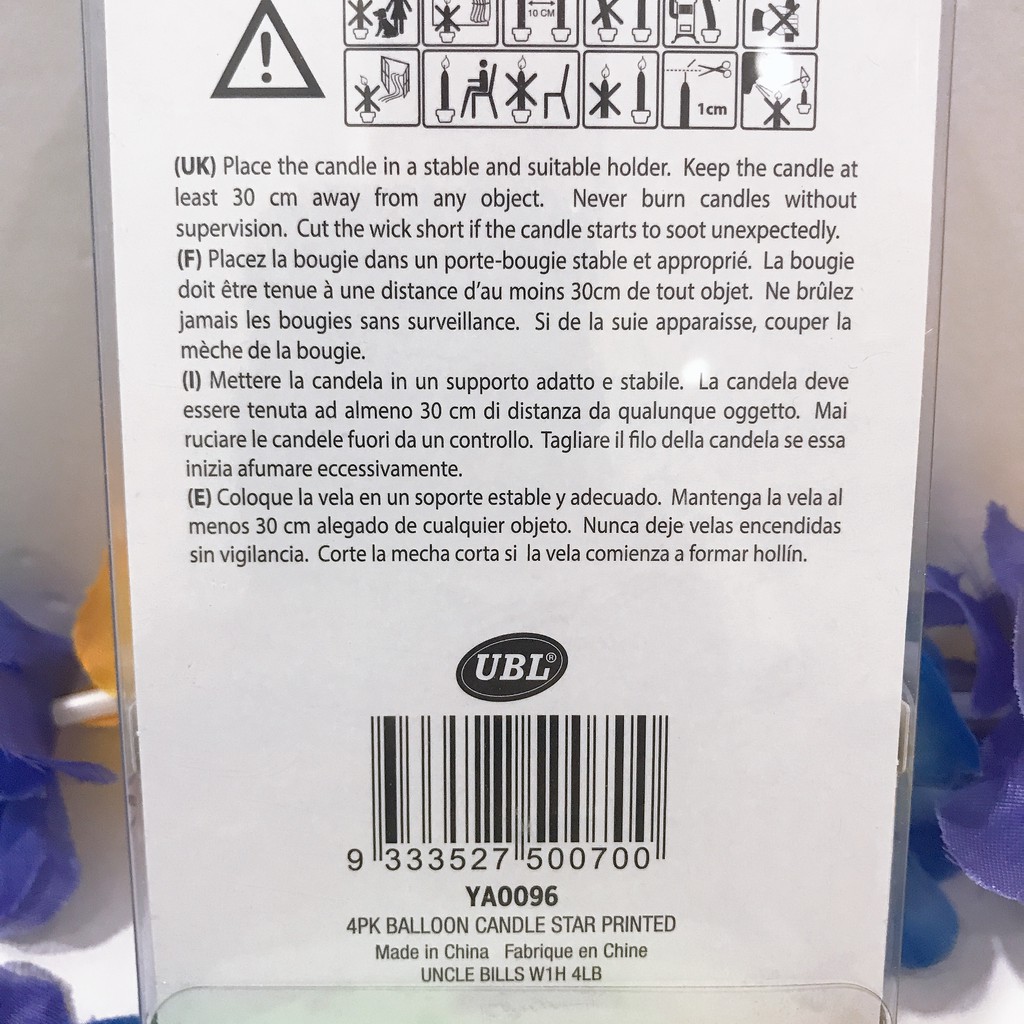 10 CM
1cm
(UK) Place the candle in a stable and suitable holder. Keep the candle at
least 30 cm away from any object. Never burn candles without
supervision. Cut the wick short if the candle starts to soot unexpectedly.
(F) Placez la bougie dans un porte-bougie stable et approprié. La bougie
doit être tenue à une distance d'au moins 30cm de tout objet. Ne brûlez
jamais les bougies sans surveillance. Si de la suie apparaisse, couper la
mèche de la bougie.
(I) Mettere la candela in un supporto adatto e stabile. La candela deve
essere tenuta ad almeno 30 cm di distanza da qualunque oggetto. Mai
ruciare le candele fuori da un controllo. Tagliare il filo della candela se essa
inizia afumare eccessivamente.
(E) Coloque la vela en un soporte estable y adecuado. Mantenga la vela al
menos 30 cm alegado de cualquier objeto. Nunca deje velas encendidas
sin vigilancia. Corte la mecha corta si la vela comienza a formar hollín.
UBL®
9 333527 500700
YA0096
4PK BALLOON CANDLE STAR PRINTED
Made in China Fabrique en Chine
UNCLE BILLS W1H 4LB